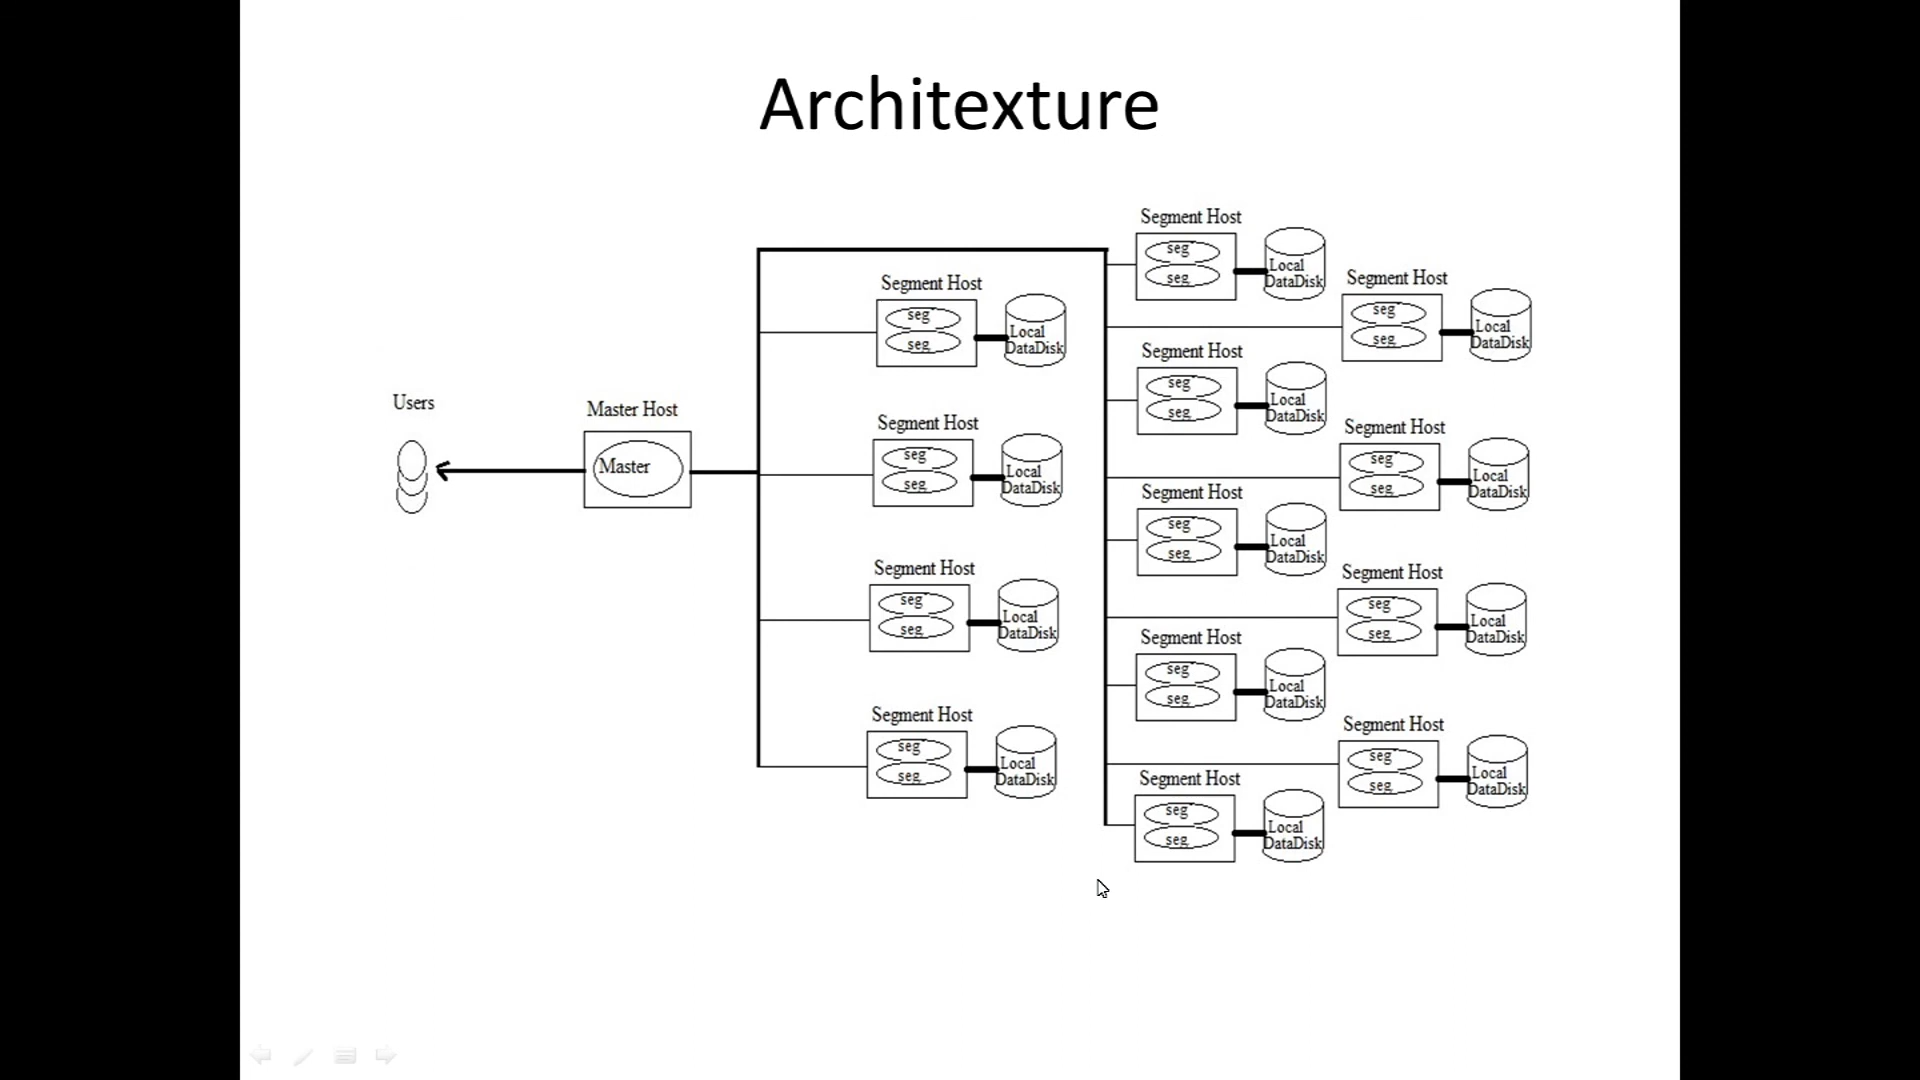 Architexture
Users
Master Host
Master
Segment Host
seg
seg
Local
DataDisk
Segment Host
seg
seg
Local
DataDisk
Segment Host
seg
seg
Local
DataDisk
Segment Host
seg
seg
Local
DataDisk
Segment Host
seg
seg
Local
DataDisk
Segment Host
seg
seg
Local
DataDisk
Segment Host
seg
seg
Local
DataDisk
Segment Host
seg
seg
Local
DataDisk
Segment Host
seg
seg
Local
DataDisk
Segment Host
seg
seg
Local
DataDisk
Segment Host
seg
seg
Local
DataDisk
Segment Host
seg
seg
Local
DataDisk
Segment Host
seg
seg
Local
DataDisk